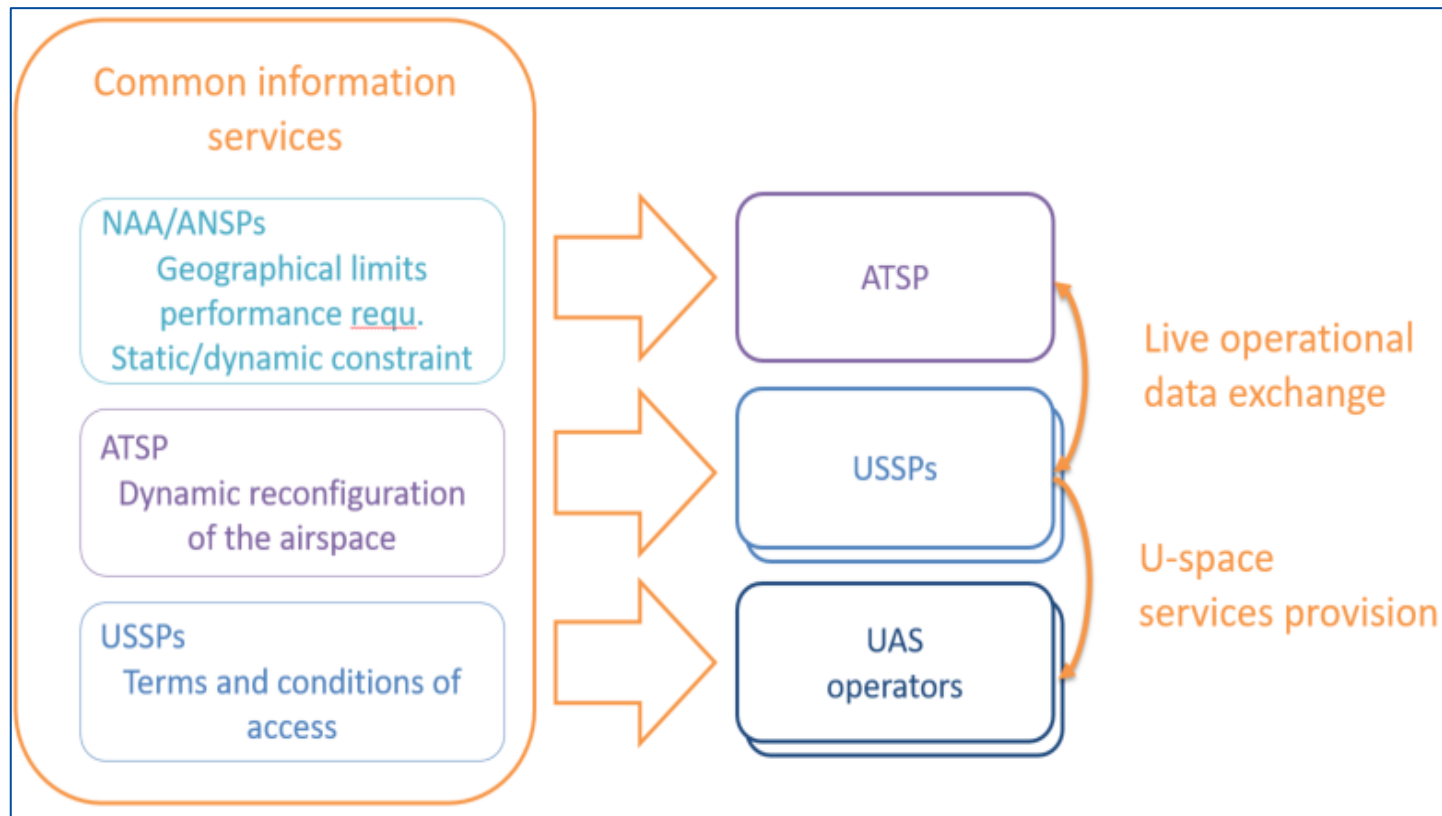 Common information
services
NAA/ANSPs
Geographical limits
performance requ.
Static/dynamic constraint
ATSP
Dynamic reconfiguration
of the airspace
USSPs
Terms and conditions of
access
ATSP
USSPs
UAS
operators
Live operational
data exchange
U-space
services provision